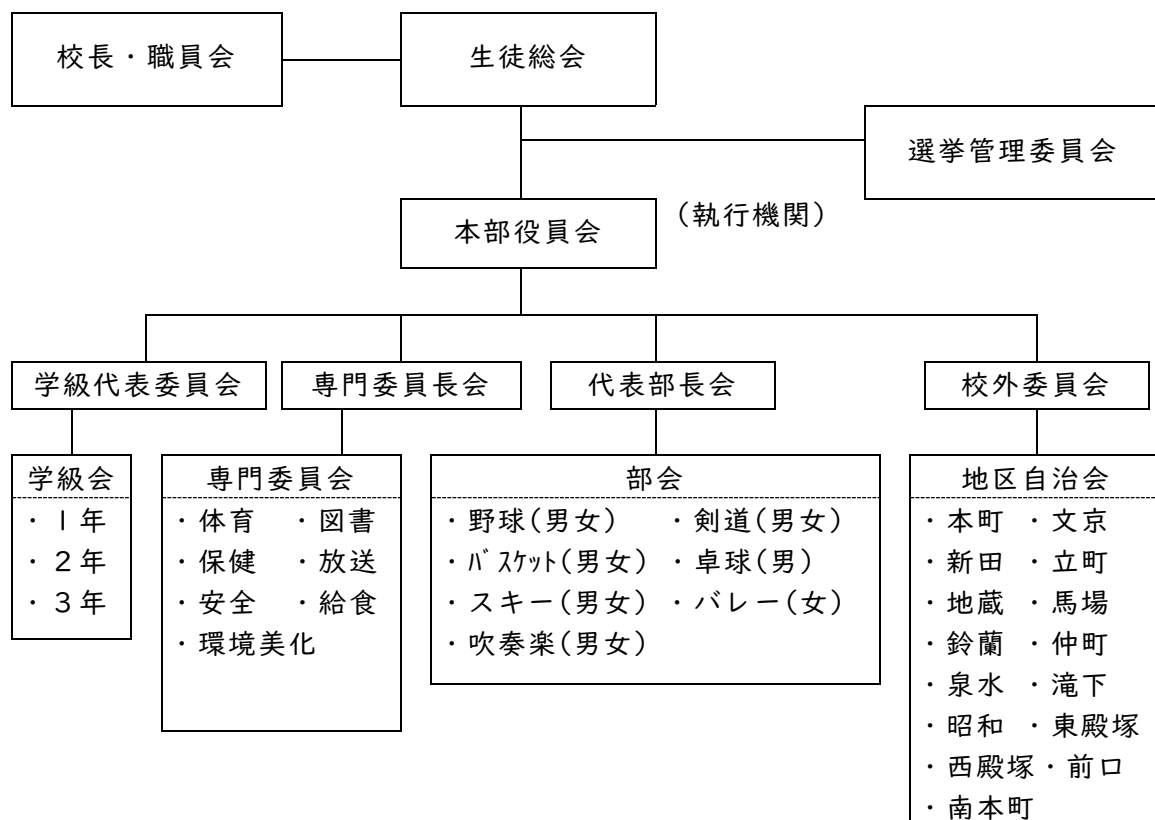 校長・職員会
生徒総会
選挙管理委員会
本部役員会
(執行機関)
学級代表委員会
専門委員長会
代表部長会
校外委員会
学級会
・1年
・2年
・3年
専門委員会
・体育 ・図書
・保健 ・放送
・安全 ・給食
・環境美化
部会
・野球(男女) ・剣道(男女)
・バスケット(男女) ・卓球(男)
・スキー(男女) ・バレー(女)
・吹奏楽(男女)
地区自治会
・本町 ・文京
・新田 ・立町
・地蔵 ・馬場
・鈴蘭 ・仲町
・泉水 ・滝下
・昭和 ・東殿塚
・西殿塚・前口
・南本町